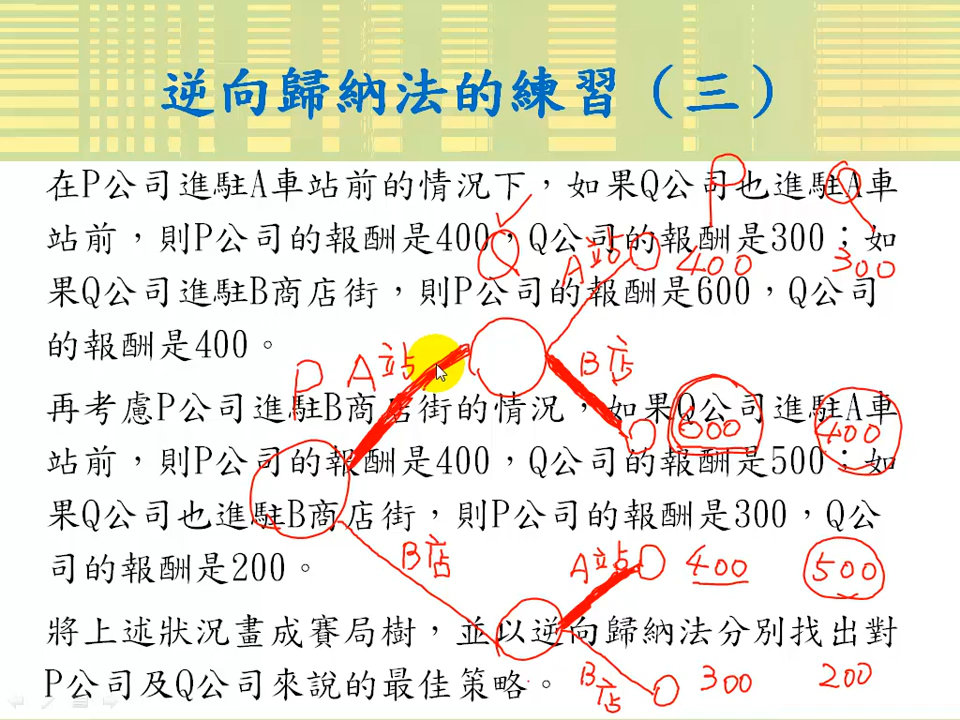 逆向歸納法的練習（三）
在P公司進駐A車站前的情況下，如果Q公司也進駐A車
站前，則P公司的報酬是400，Q公司的報酬是300；如
果Q公司進駐B商店街，則P公司的報酬是600，Q公司
的報酬是400。
再考慮P公司進駐B商店街的情況，如果Q公司進駐A車
站前，則P公司的報酬是400，Q公司的報酬是500；如
果Q公司也進駐B商店街，則P公司的報酬是300，Q公
司的報酬是200。
將上述狀況畫成賽局樹，並以逆向歸納法分別找出對
P公司及Q公司來說的最佳策略。
P Q
Q A站 400 300
P A站 B店 600 400
B店 A站 400 500
B店 300 200